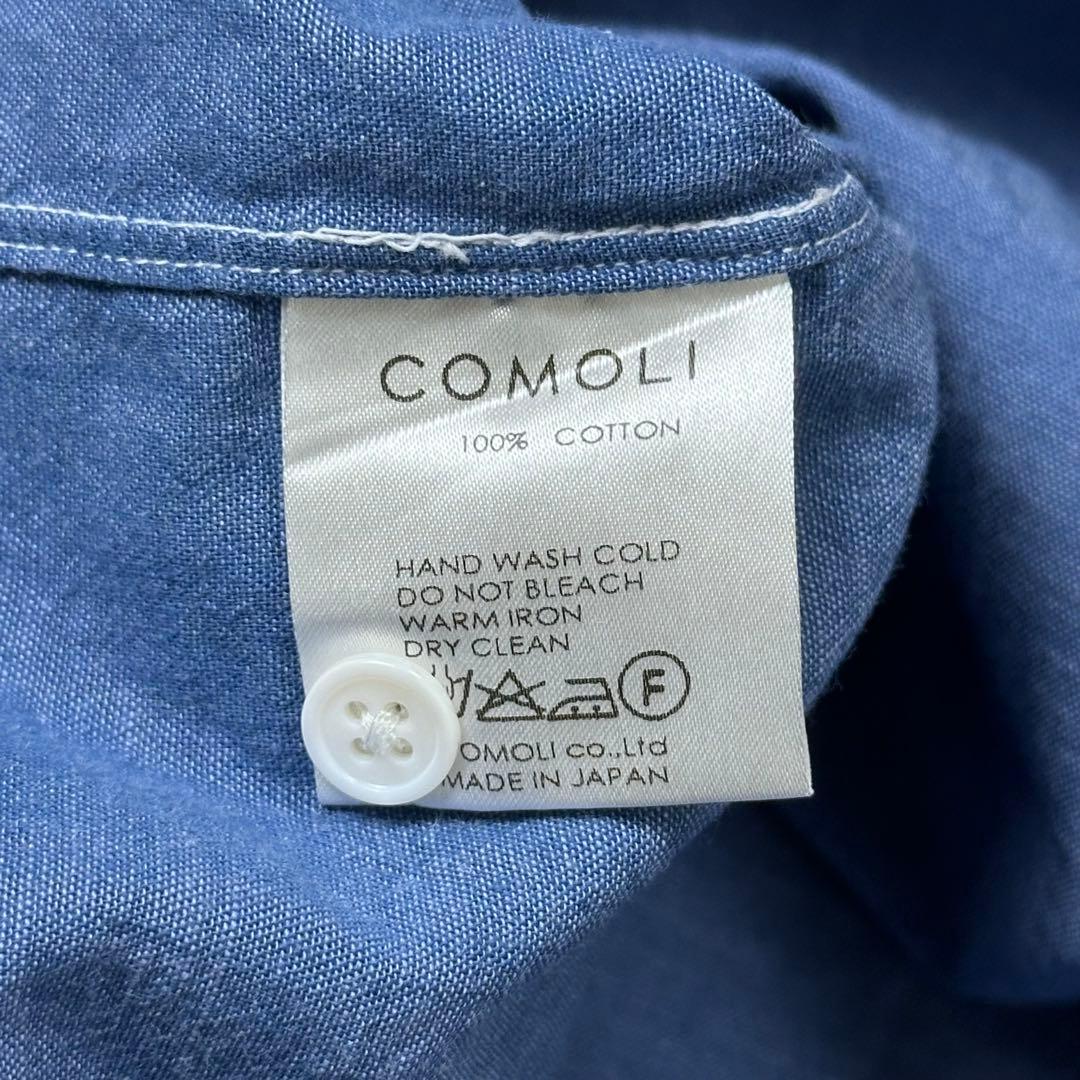 COMOLI
100% COTTON
HAND WASH COLD
DO NOT BLEACH
WARM IRON
DRY CLEAN
F
OMOLI co.,Ltd
MADE IN JAPAN